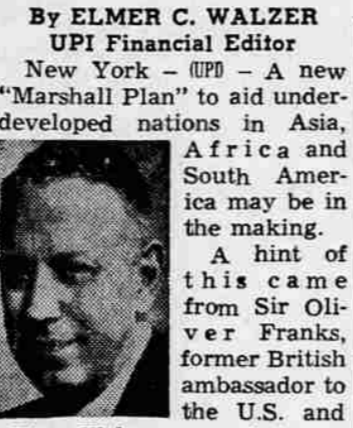 By ELMER C. WALZER
UPI Financial Editor
New York – (UPI) – A new
"Marshall Plan" to aid under-
developed nations in Asia,
Africa and
South Amer-
ica may be in
the making.
A hint of
this came
from Sir Oli-
ver Franks,
former British
ambassador to
the U.S. and